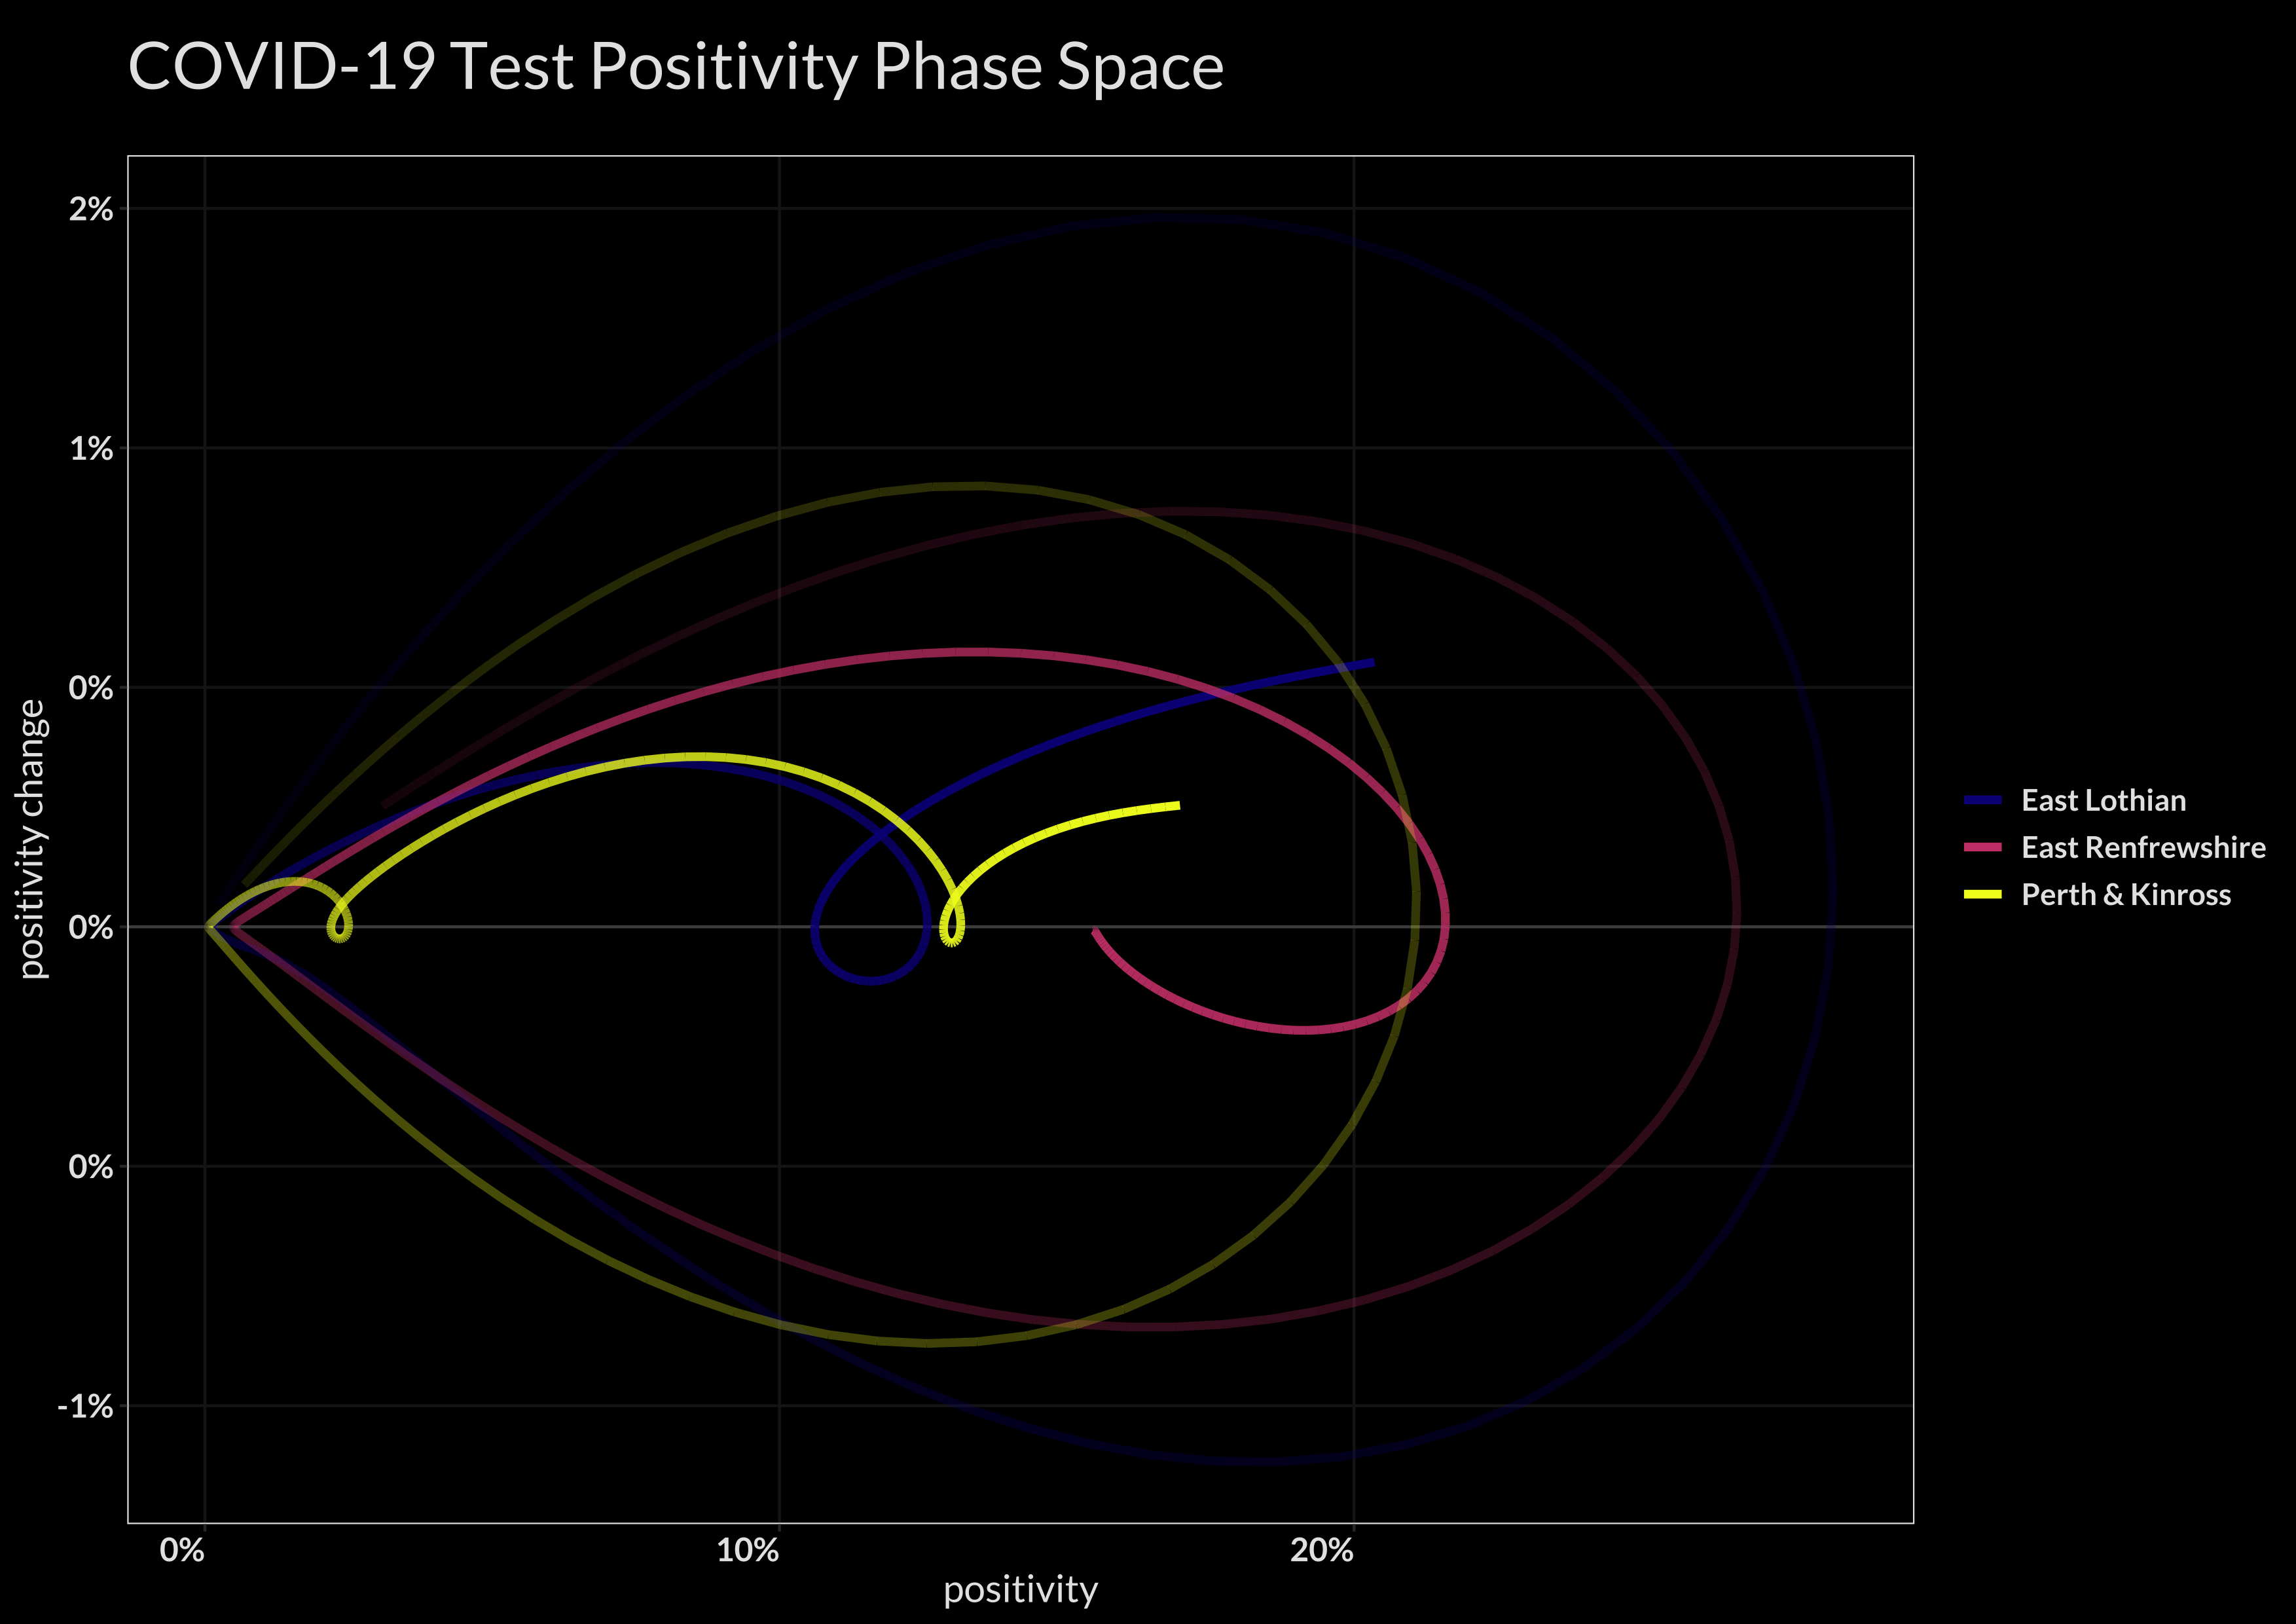 COVID-19 Test Positivity Phase Space
2%
1%
0%
0%
0%
-1%
positivity change
0%
10%
20%
positivity
East Lothian
East Renfrewshire
Perth & Kinross